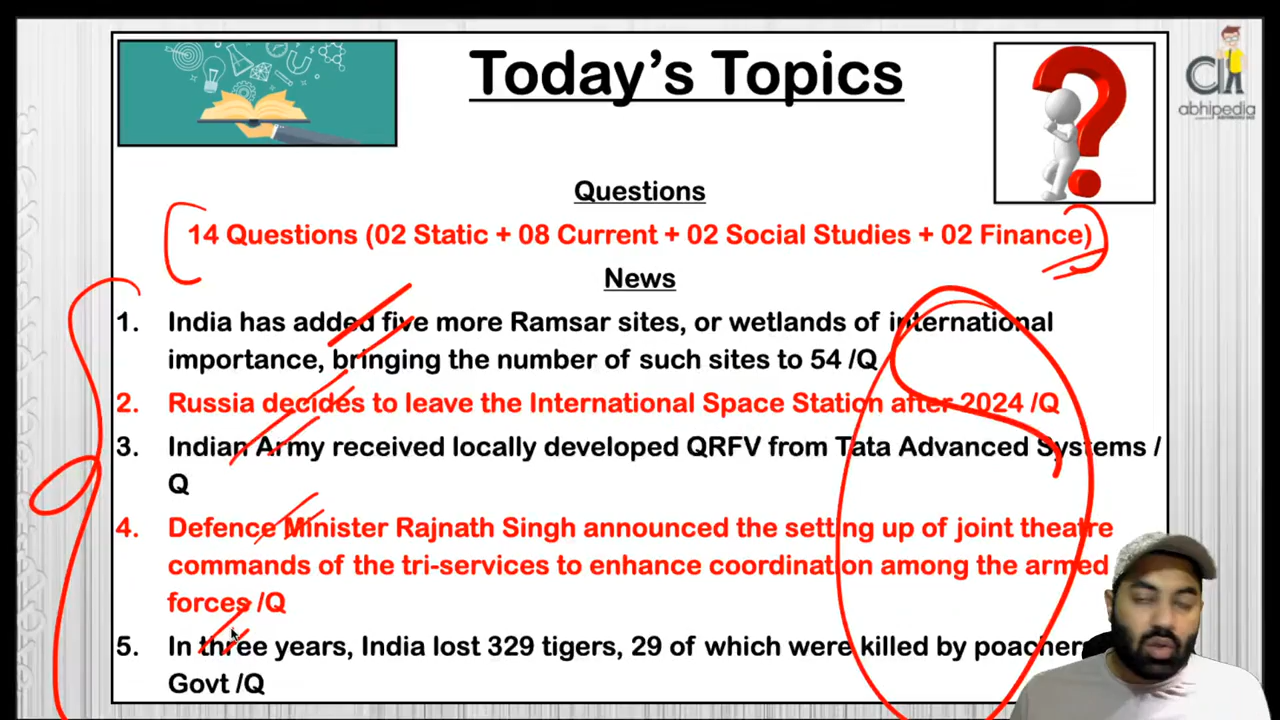 Today's Topics
abhipedia
Questions
14 Questions (02 Static + 08 Current + 02 Social Studies + 02 Finance)
News
1. India has added five more Ramsar sites, or wetlands of international
importance, bringing the number of such sites to 54 /Q
2. Russia decides to leave the International Space Station after 2024 /Q
3. Indian Army received locally developed QRFV from Tata Advanced Systems /
Q
4. Defence Minister Rajnath Singh announced the setting up of joint theatre
commands of the tri-services to enhance coordination among the armed
forces /Q
5. In three years, India lost 329 tigers, 29 of which were killed by
Govt /Q